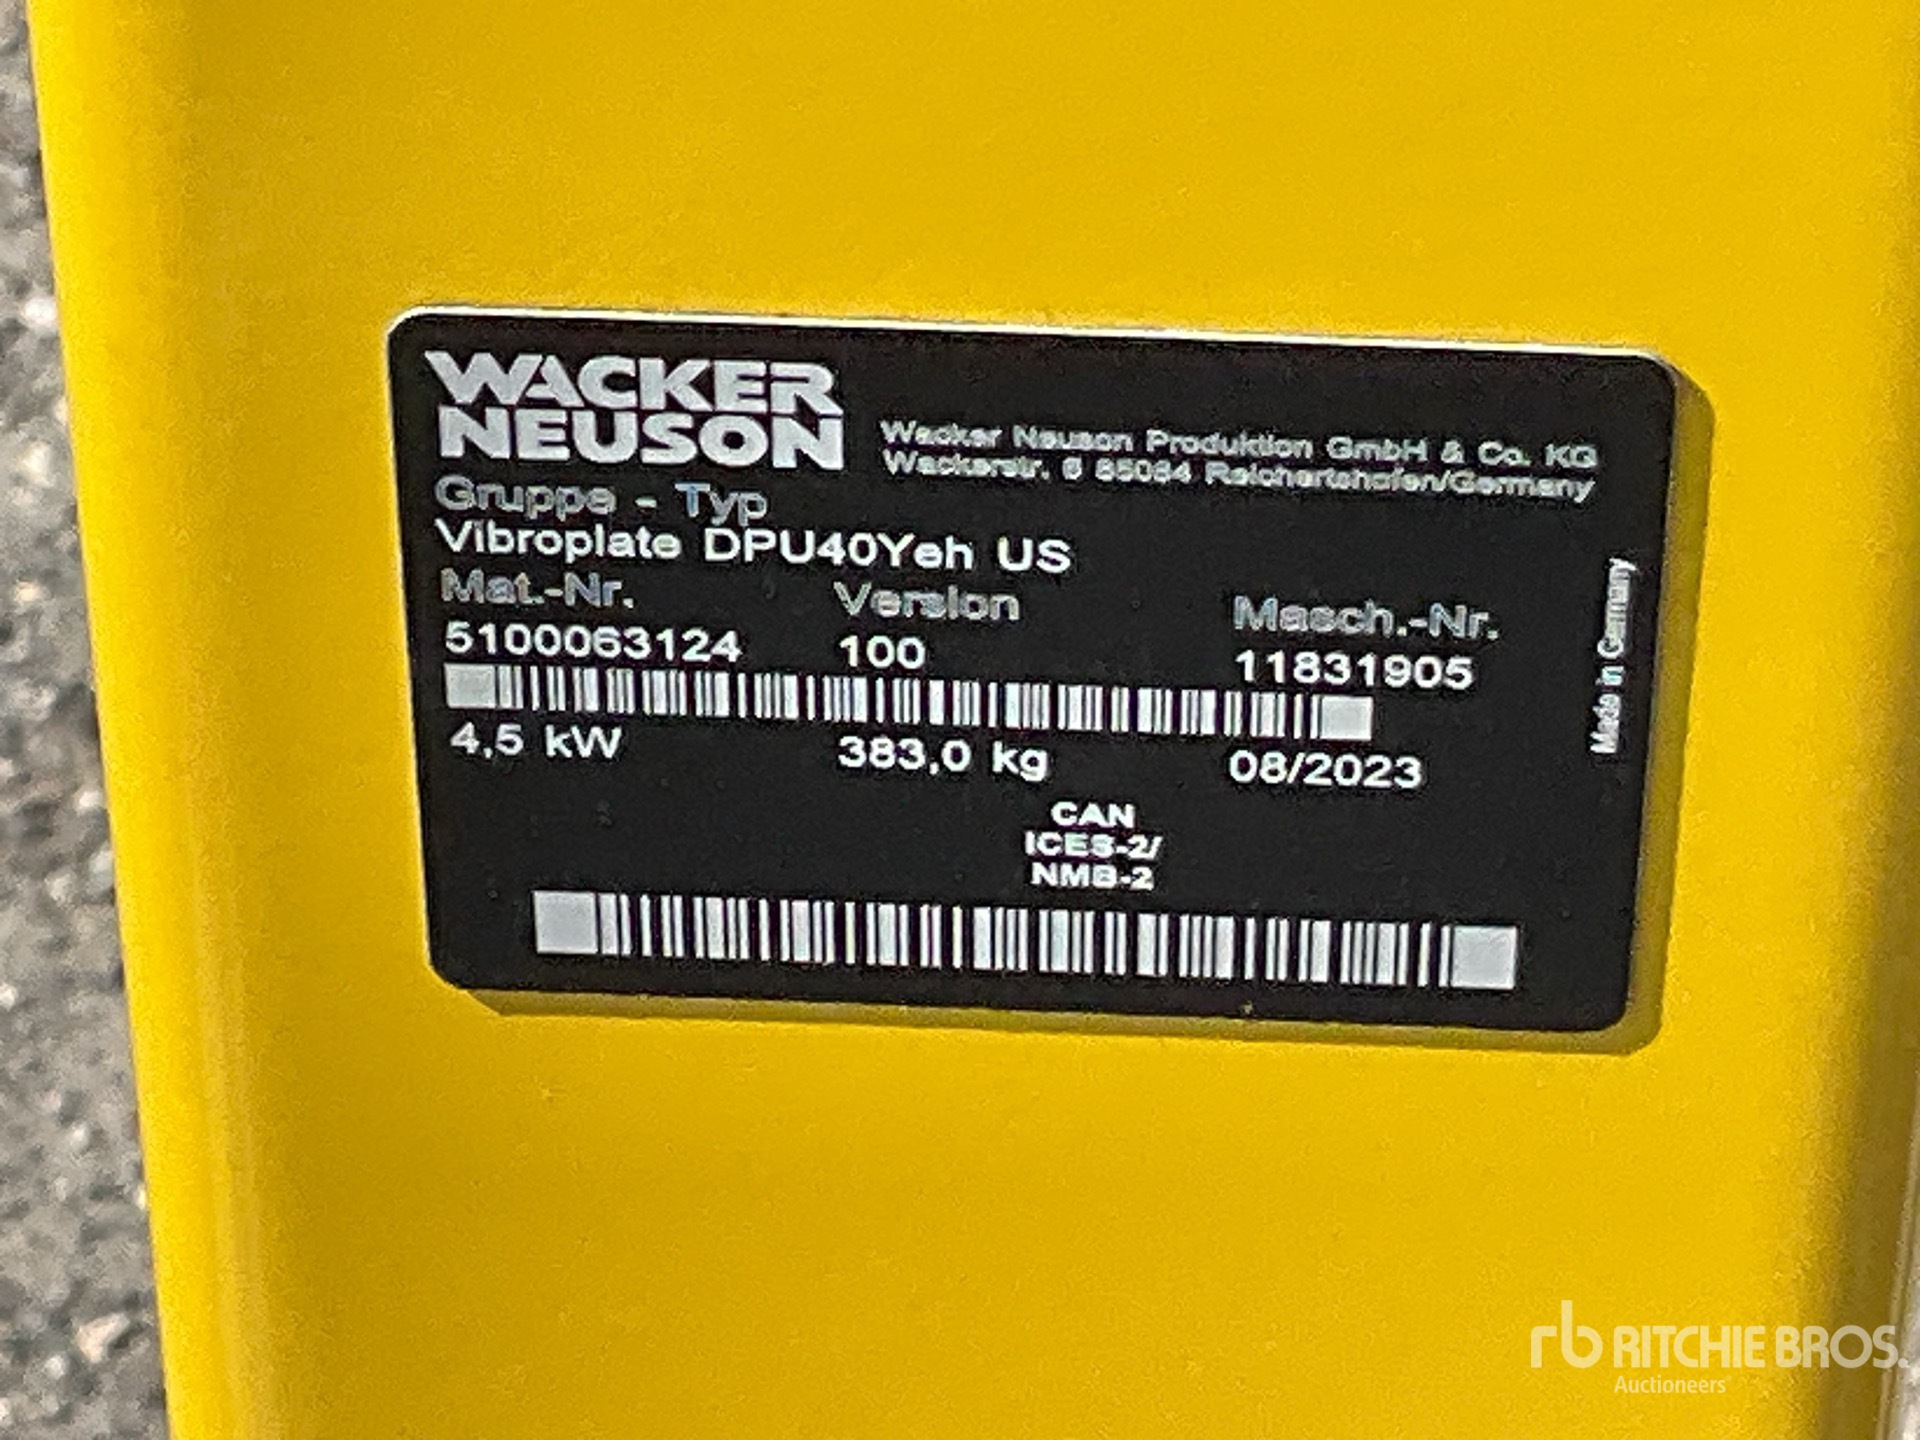 WACKER
NEUSON
Wacker Neuson Produktion GmbH & Co. KG
Wackerstr. 6 85084 Reichertshofen/Germany
Gruppe - Typ
Vibroplate DPU40Yeh US
Mat.-Nr. Version Masch.-Nr.
5100063124 100 11831905
4,5 kW 383,0 kg 08/2023
CAN
ICES-2/
NMB-2
Made in Germany
rb RITCHIE BROS.
Auctioneers